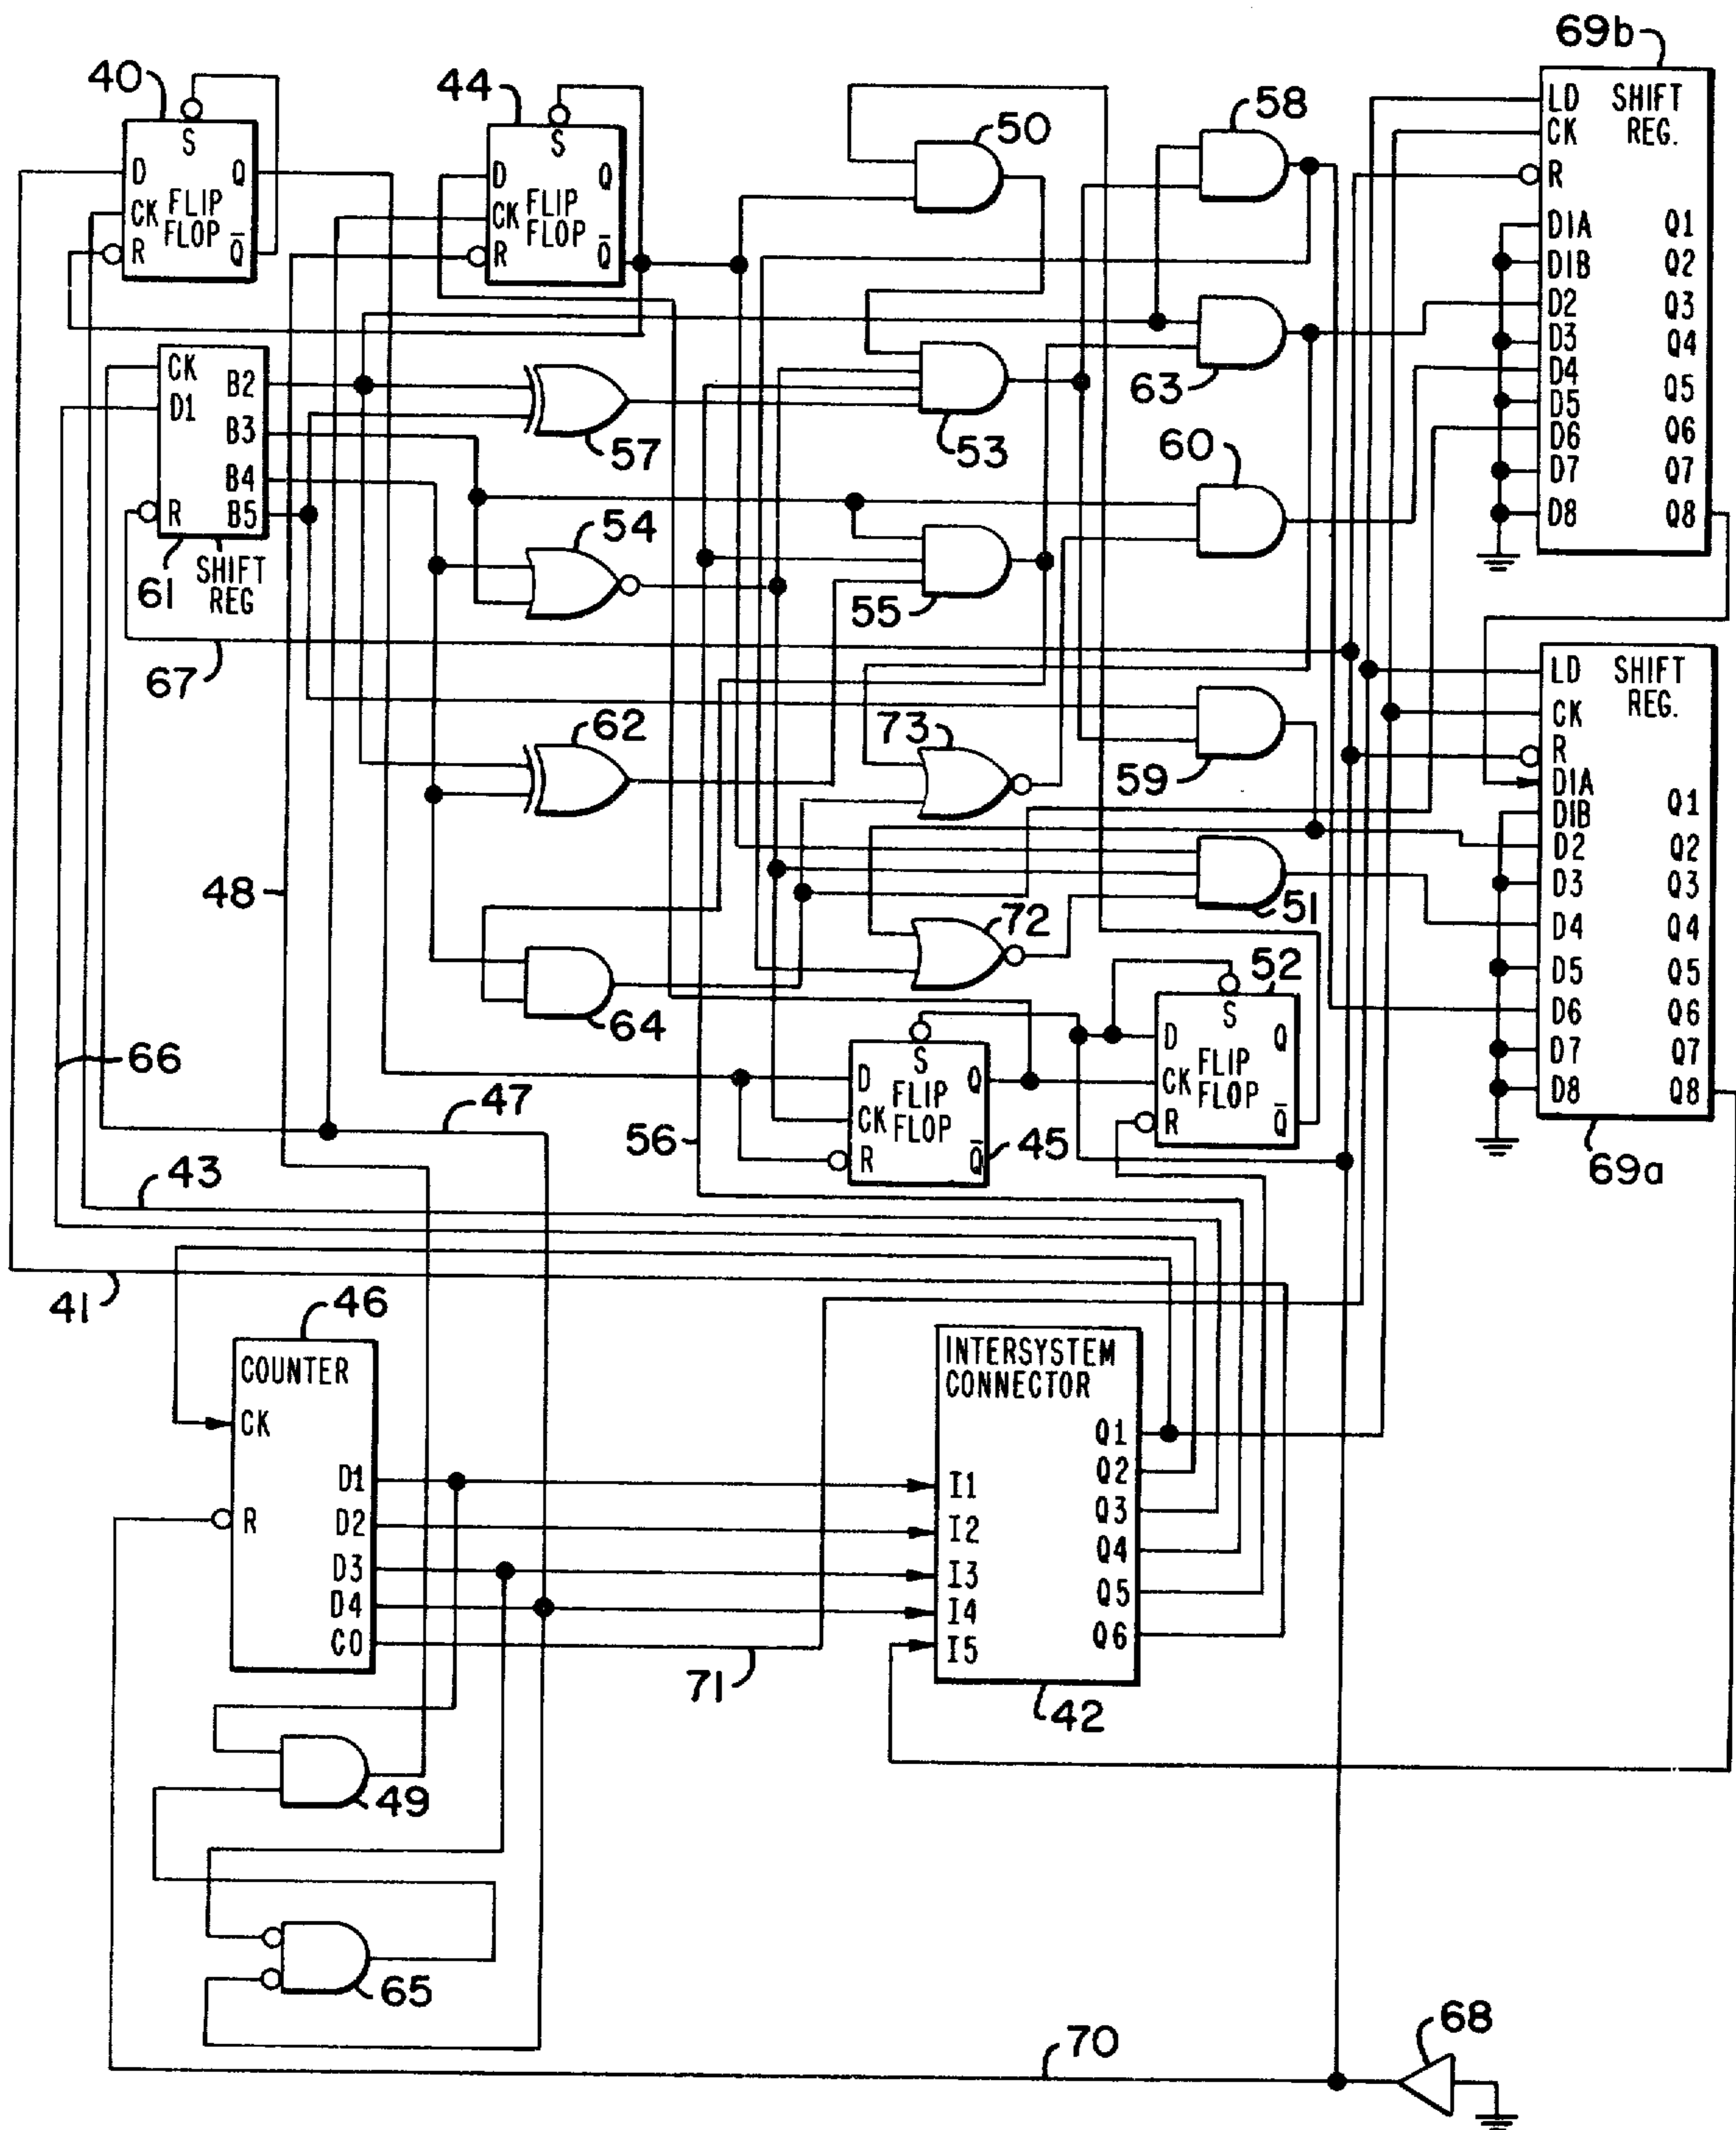 69b
40
44
50
58
S
D Q
CK FLIP FLOP
R Q̅
S
D Q
CK FLIP FLOP
R Q̅
LD SHIFT REG.
CK
R
D1A Q1
D1B Q2
D2 Q3
D3 Q4
D4
D5 Q5
D6 Q6
D7 Q7
D8 Q8
CK B2
D1
B3
B4
R B5
61
SHIFT REG
57
53
63
60
54
55
67
62
73
59
LD SHIFT REG.
CK
R
D1A
D1B Q1
D2 Q2
D3 Q3
D4 Q4
D5 Q5
D6 Q6
D7 Q7
D8 Q8
69a
48
51
72
52
64
66
47
S
D Q
CK FLIP FLOP
R Q̅
45
S
D Q
CK FLIP FLOP
R Q̅
56
43
41
46
COUNTER
CK
D1
R D2
D3
D4
CO
INTERSYSTEM
CONNECTOR
Q1
I1 Q2
I2 Q3
I3 Q4
I4 Q5
I5 Q6
71
42
49
65
70
68